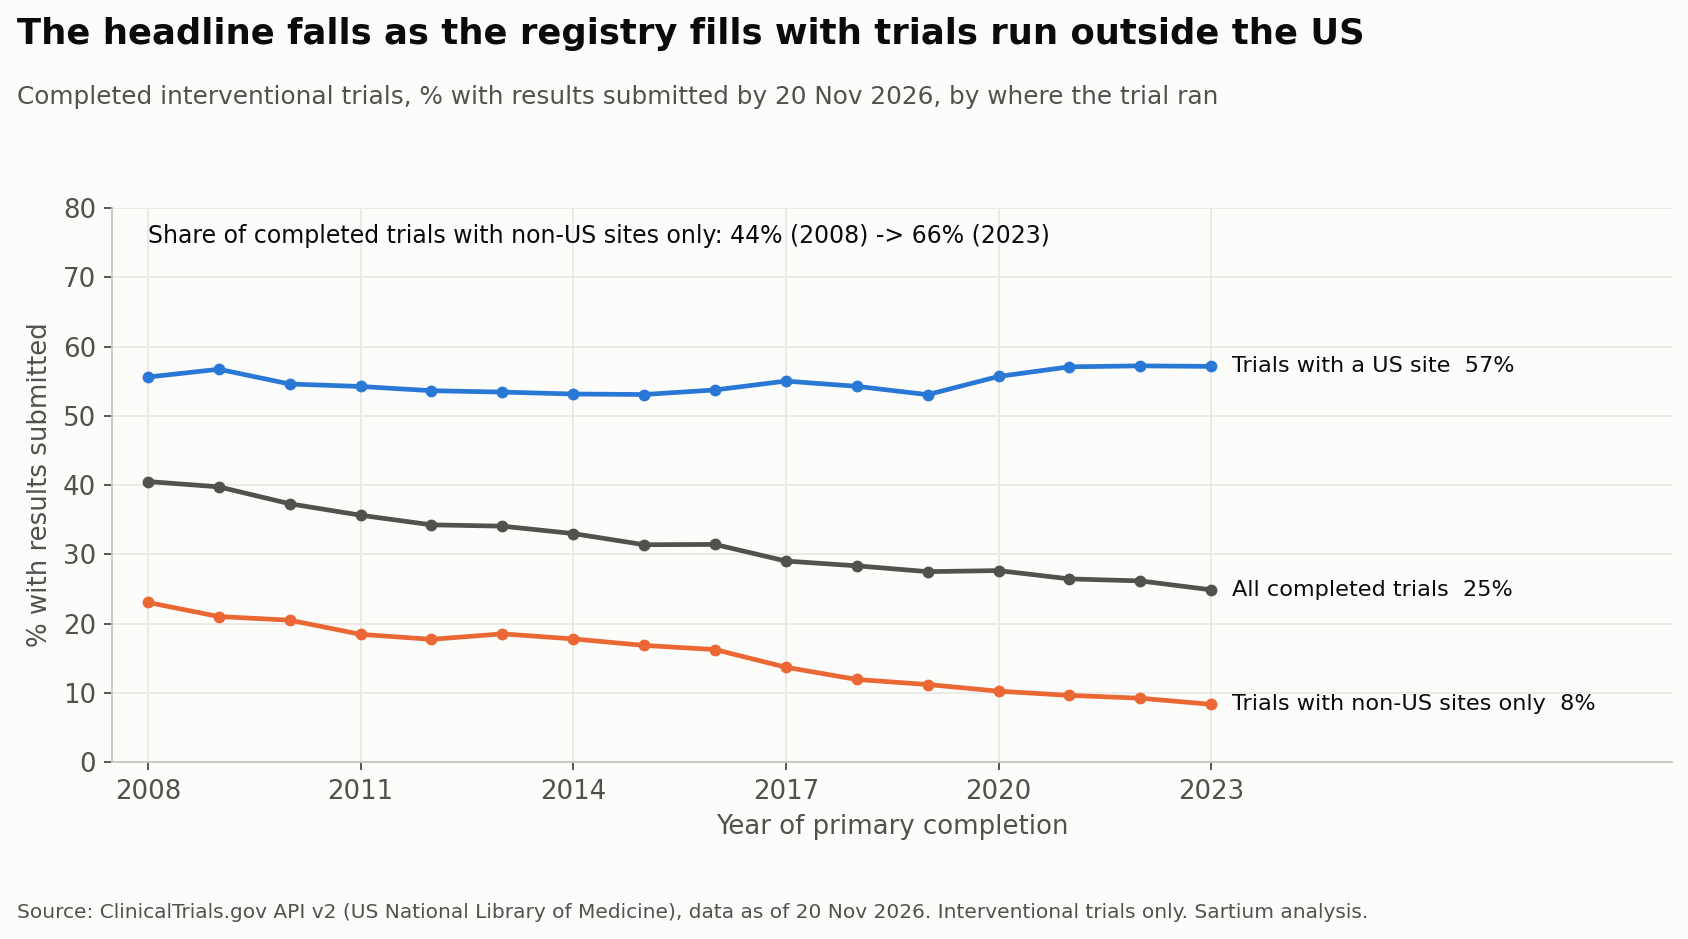 The headline falls as the registry fills with trials run outside the US
Completed interventional trials, % with results submitted by 20 Nov 2026, by where the trial ran
% with results submitted
80
70
60
50
40
30
20
10
0
Share of completed trials with non-US sites only: 44% (2008) -> 66% (2023)
Trials with a US site 57%
All completed trials 25%
Trials with non-US sites only 8%
2008 2011 2014 2017 2020 2023
Year of primary completion
Source: ClinicalTrials.gov API v2 (US National Library of Medicine), data as of 20 Nov 2026. Interventional trials only. Sartium analysis.